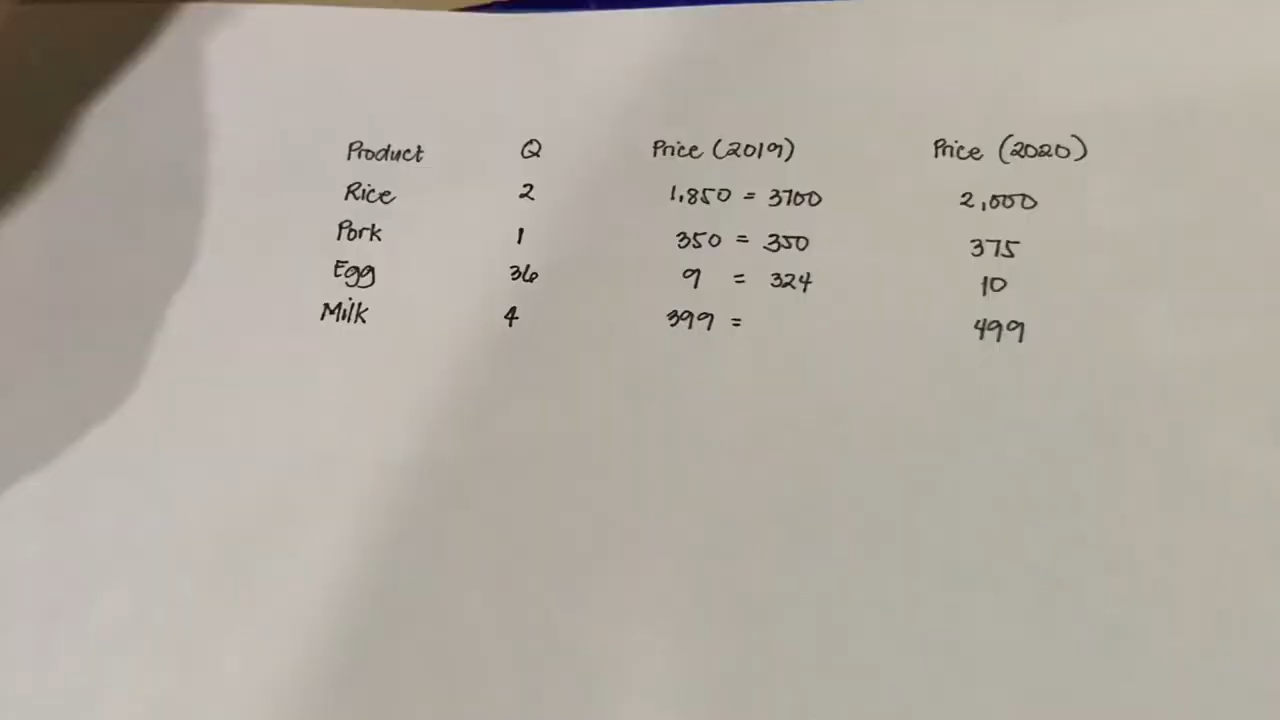 Product Q Price (2019) Price (2020)
Rice 2 1,850 = 3700 2,000
Pork 1 350 = 350 375
Egg 36 9 = 324 10
Milk 4 399 = 499